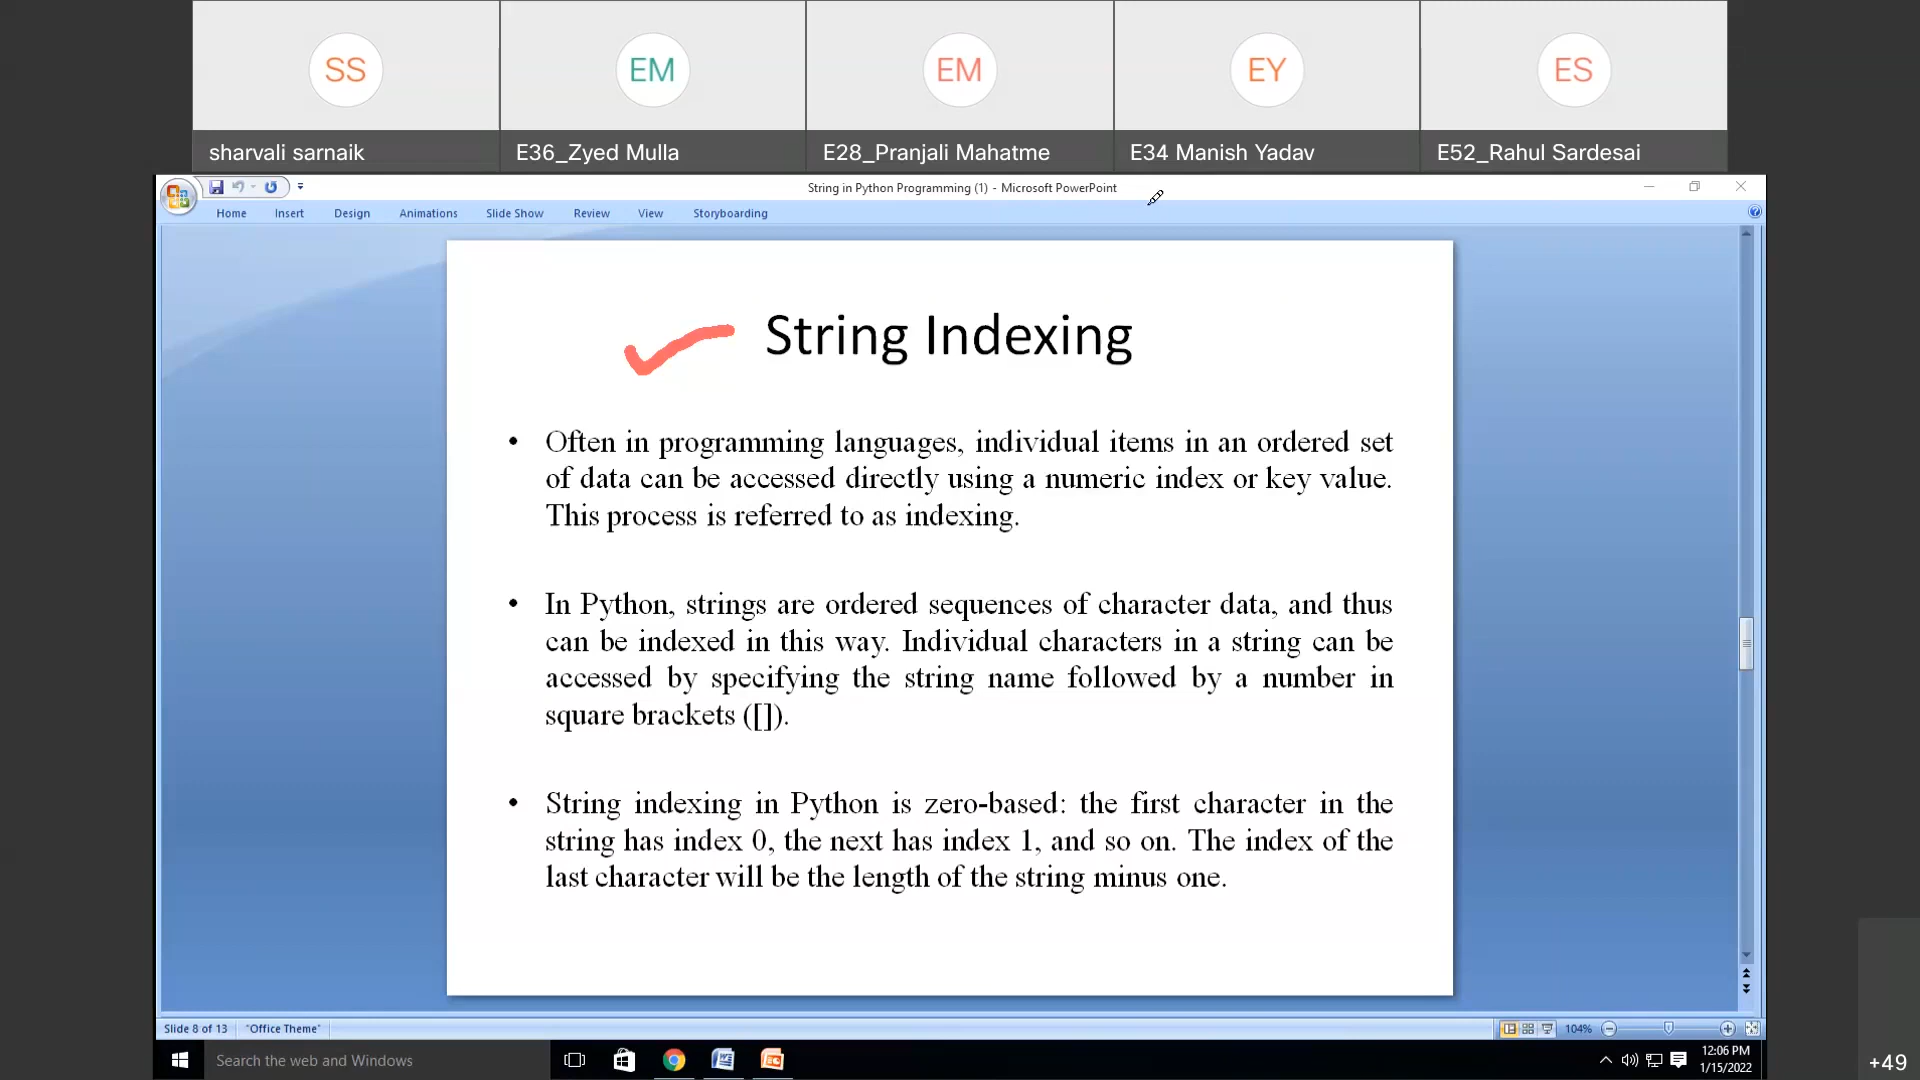 SS
EM
EM
EY
ES
sharvali sarnaik
E36_Zyed Mulla
E28_Pranjali Mahatme
E34 Manish Yadav
E52_Rahul Sardesai
String in Python Programming (1) - Microsoft PowerPoint
Home Insert Design Animations Slide Show Review View Storyboarding
String Indexing
• Often in programming languages, individual items in an ordered set
of data can be accessed directly using a numeric index or key value.
This process is referred to as indexing.
• In Python, strings are ordered sequences of character data, and thus
can be indexed in this way. Individual characters in a string can be
accessed by specifying the string name followed by a number in
square brackets ([]).
• String indexing in Python is zero-based: the first character in the
string has index 0, the next has index 1, and so on. The index of the
last character will be the length of the string minus one.
Slide 8 of 13 "Office Theme" 104%
Search the web and Windows
12:06 PM
1/15/2022
+49